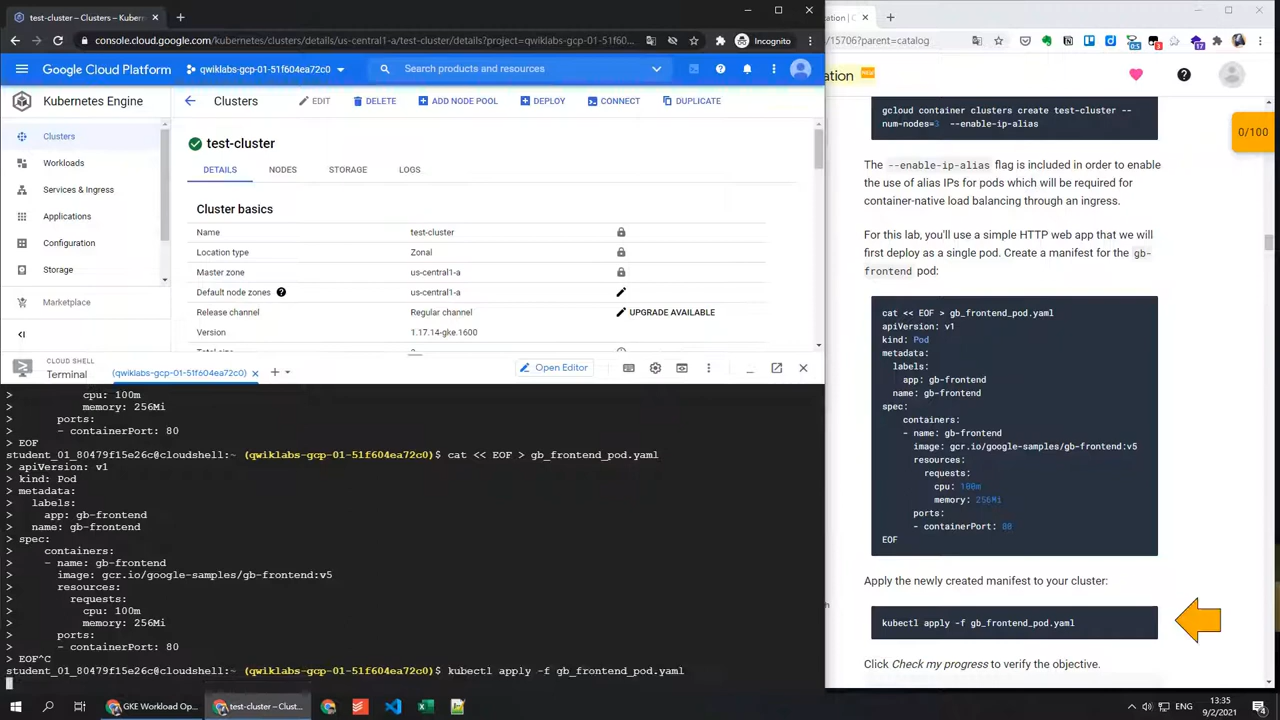 test-cluster – Clusters – Kubernetes
console.cloud.google.com/kubernetes/clusters/details/us-central1-a/test-cluster/details?project=qwiklabs-gcp-01-51f60...
Incognito
Google Cloud Platform
qwiklabs-gcp-01-51f604ea72c0
Search products and resources
Kubernetes Engine
Clusters
EDIT
DELETE
ADD NODE POOL
DEPLOY
CONNECT
DUPLICATE
Clusters
Workloads
Services & Ingress
Applications
Configuration
Storage
Marketplace
test-cluster
DETAILS
NODES
STORAGE
LOGS
Cluster basics
Name test-cluster
Location type Zonal
Master zone us-central1-a
Default node zones us-central1-a
Release channel Regular channel UPGRADE AVAILABLE
Version 1.17.14-gke.1600
CLOUD SHELL
Terminal
(qwiklabs-gcp-01-51f604ea72c0)
Open Editor
> cpu: 100m
> memory: 256Mi
> ports:
> - containerPort: 80
> EOF
student_01_80479f15e26c@cloudshell:~ (qwiklabs-gcp-01-51f604ea72c0)$ cat << EOF > gb_frontend_pod.yaml
> apiVersion: v1
> kind: Pod
> metadata:
> labels:
> app: gb-frontend
> name: gb-frontend
> spec:
> containers:
> - name: gb-frontend
> image: gcr.io/google-samples/gb-frontend:v5
> resources:
> requests:
> cpu: 100m
> memory: 256Mi
> ports:
> - containerPort: 80
> EOF^C
student_01_80479f15e26c@cloudshell:~ (qwiklabs-gcp-01-51f604ea72c0)$ kubectl apply -f gb_frontend_pod.yaml
/15706?parent=catalog
0:5
3
17
ation
0/100
gcloud container clusters create test-cluster --
num-nodes=3 --enable-ip-alias
The --enable-ip-alias flag is included in order to enable
the use of alias IPs for pods which will be required for
container-native load balancing through an ingress.
For this lab, you'll use a simple HTTP web app that we will
first deploy as a single pod. Create a manifest for the gb-
frontend pod:
cat << EOF > gb_frontend_pod.yaml
apiVersion: v1
kind: Pod
metadata:
labels:
app: gb-frontend
name: gb-frontend
spec:
containers:
- name: gb-frontend
image: gcr.io/google-samples/gb-frontend:v5
resources:
requests:
cpu: 100m
memory: 256Mi
ports:
- containerPort: 80
EOF
Apply the newly created manifest to your cluster:
kubectl apply -f gb_frontend_pod.yaml
Click Check my progress to verify the objective.
GKE Workload Op...
test-cluster – Clust...
ENG
13:35
9/2/2021
4